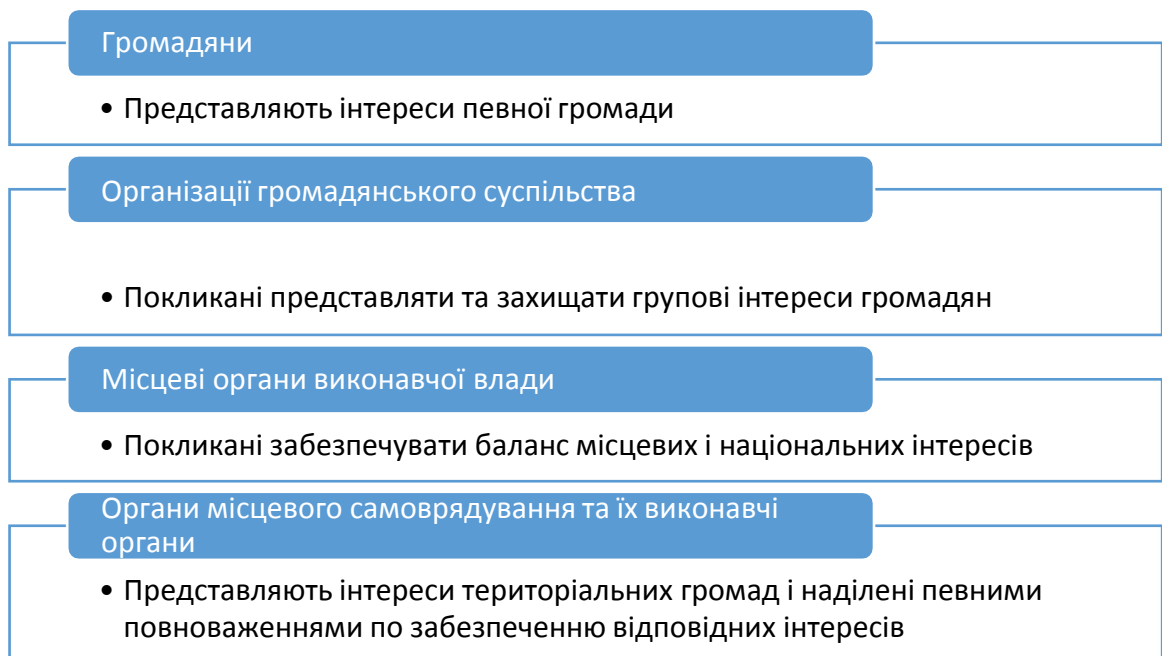 Громадяни
• Представляють інтереси певної громади
Організації громадянського суспільства
• Покликані представляти та захищати групові інтереси громадян
Місцеві органи виконавчої влади
• Покликані забезпечувати баланс місцевих і національних інтересів
Органи місцевого самоврядування та їх виконавчі
органи
• Представляють інтереси територіальних громад і наділені певними
повноваженнями по забезпеченню відповідних інтересів